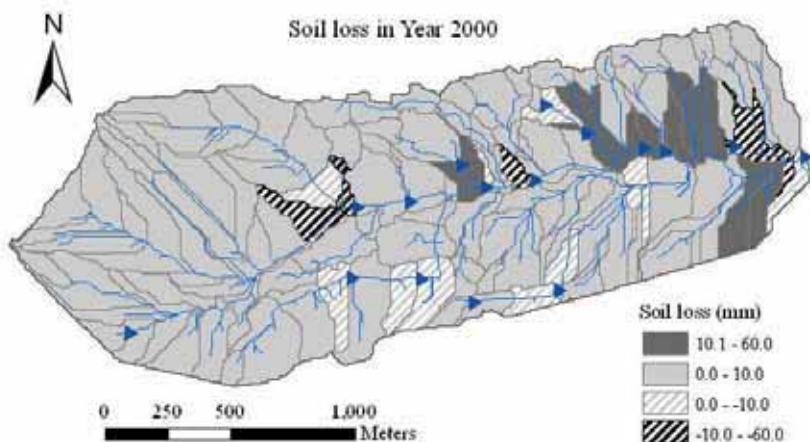 N
Soil loss in Year 2000
Soil loss (mm)
10.1 - 60.0
0.0 - 10.0
0.0 - -10.0
-10.0 - -60.0
0 250 500 1,000
Meters